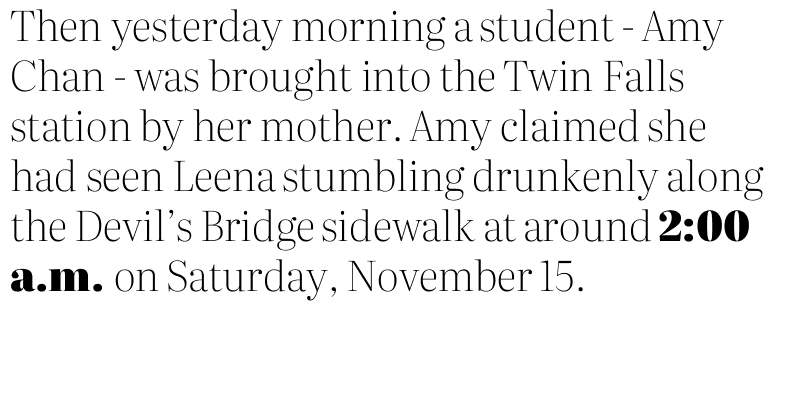 Then yesterday morning a student - Amy
Chan - was brought into the Twin Falls
station by her mother. Amy claimed she
had seen Leena stumbling drunkenly along
the Devil’s Bridge sidewalk at around 2:00
a.m. on Saturday, November 15.